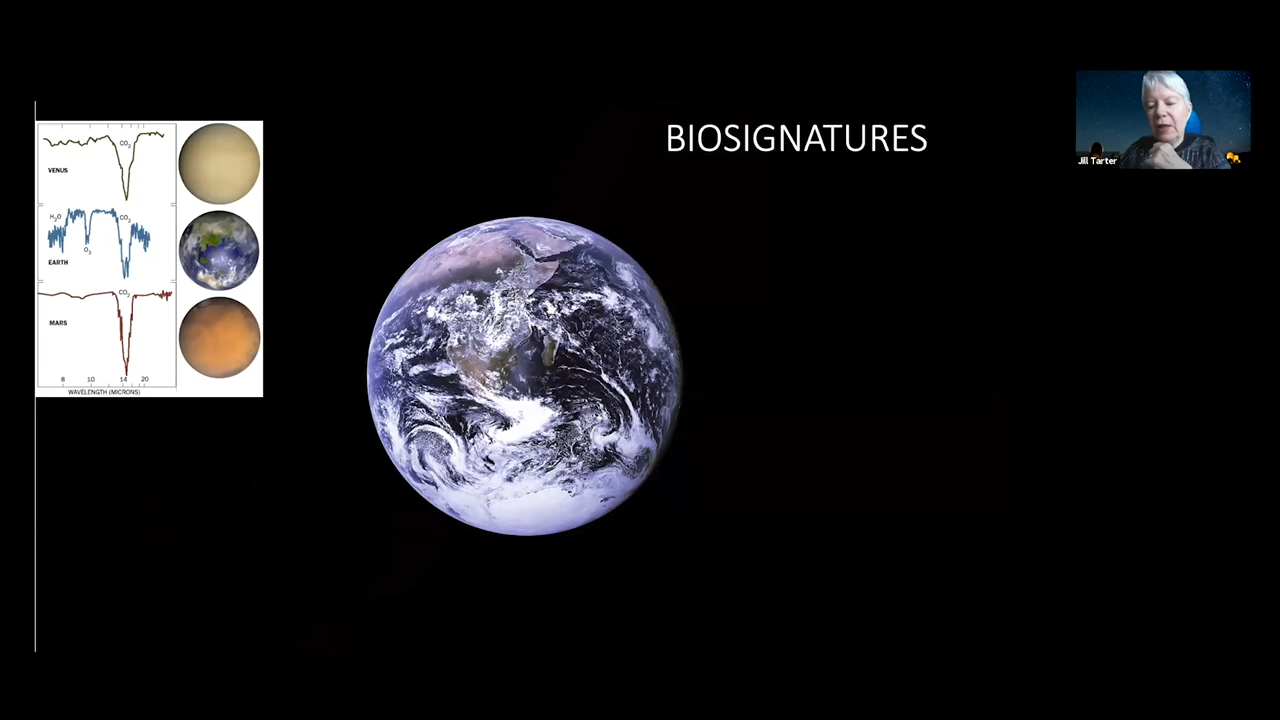 BIOSIGNATURES
Jill Tarter
CO2
VENUS
H2O
CO2
O3
EARTH
CO2
MARS
8 10 14 20
WAVELENGTH (MICRONS)